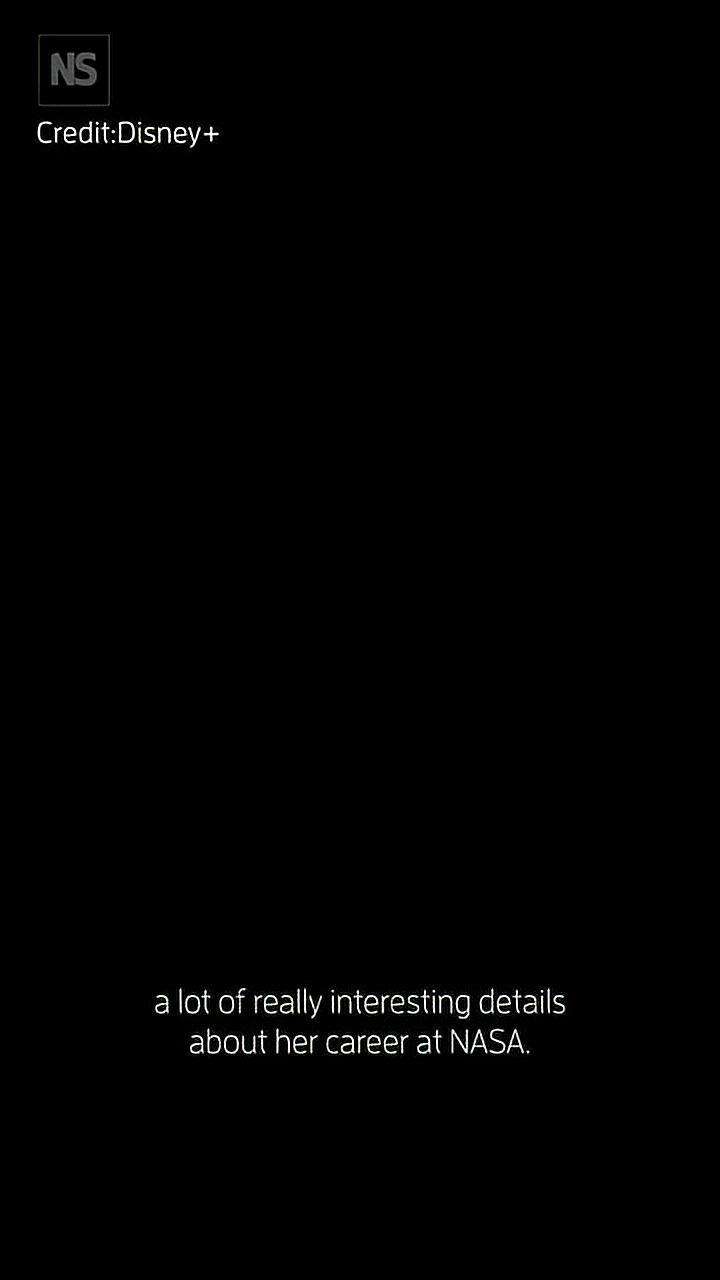 NS
Credit:Disney+
a lot of really interesting details
about her career at NASA.